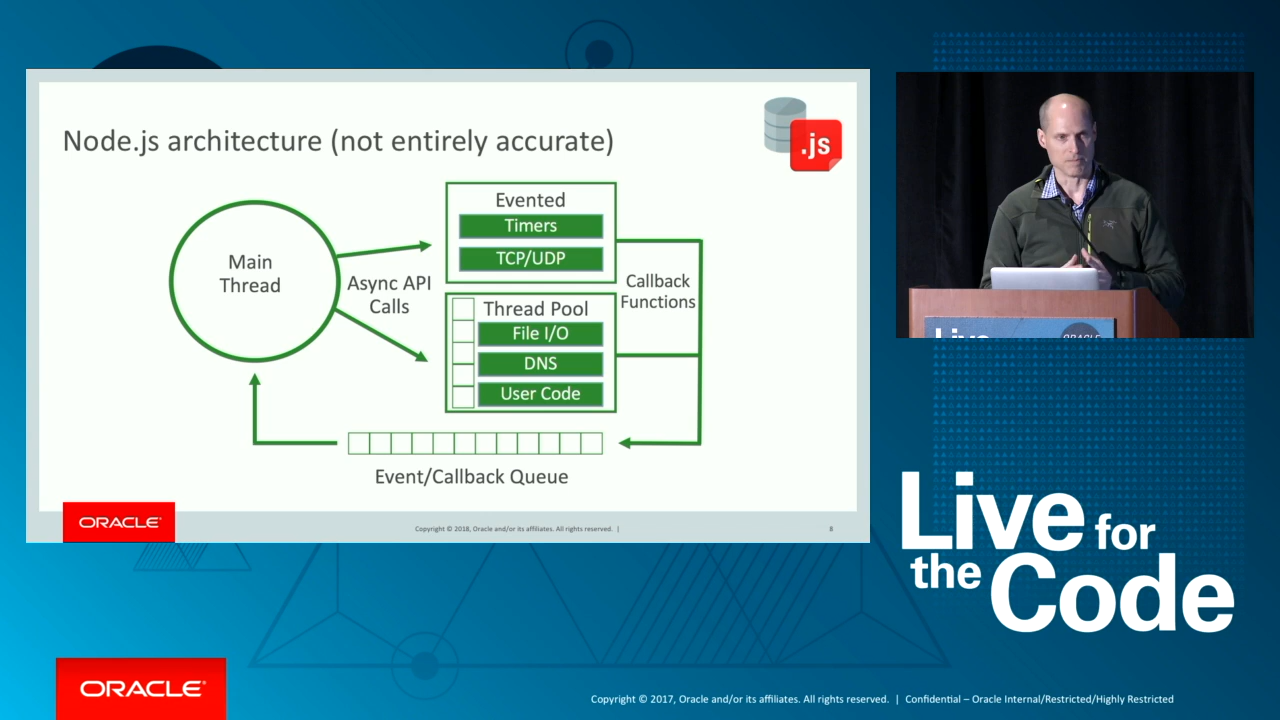 Node.js architecture (not entirely accurate)
.js
Main
Thread
Async API
Calls
Evented
Timers
TCP/UDP
Thread Pool
File I/O
DNS
User Code
Callback
Functions
Event/Callback Queue
ORACLE®
Copyright © 2018, Oracle and/or its affiliates. All rights reserved. |
8
Live
ORACLE
Live for
the Code
ORACLE®
Copyright © 2017, Oracle and/or its affiliates. All rights reserved. | Confidential – Oracle Internal/Restricted/Highly Restricted